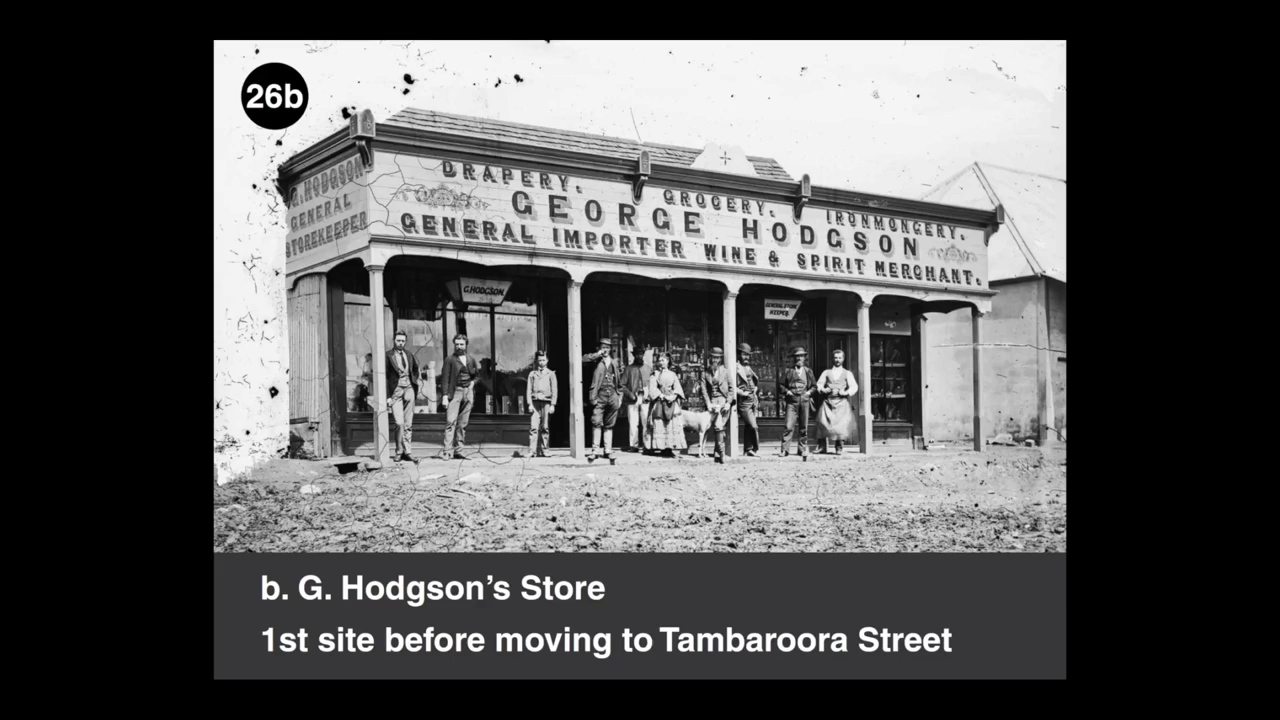 26b
G. HODGSON
GENERAL
STOREKEEPER
DRAPERY. GROCERY. IRONMONGERY.
GEORGE HODGSON
GENERAL IMPORTER WINE & SPIRIT MERCHANT.
G.HODGSON
GENERAL STORE
KEEPER
b. G. Hodgson’s Store
1st site before moving to Tambaroora Street